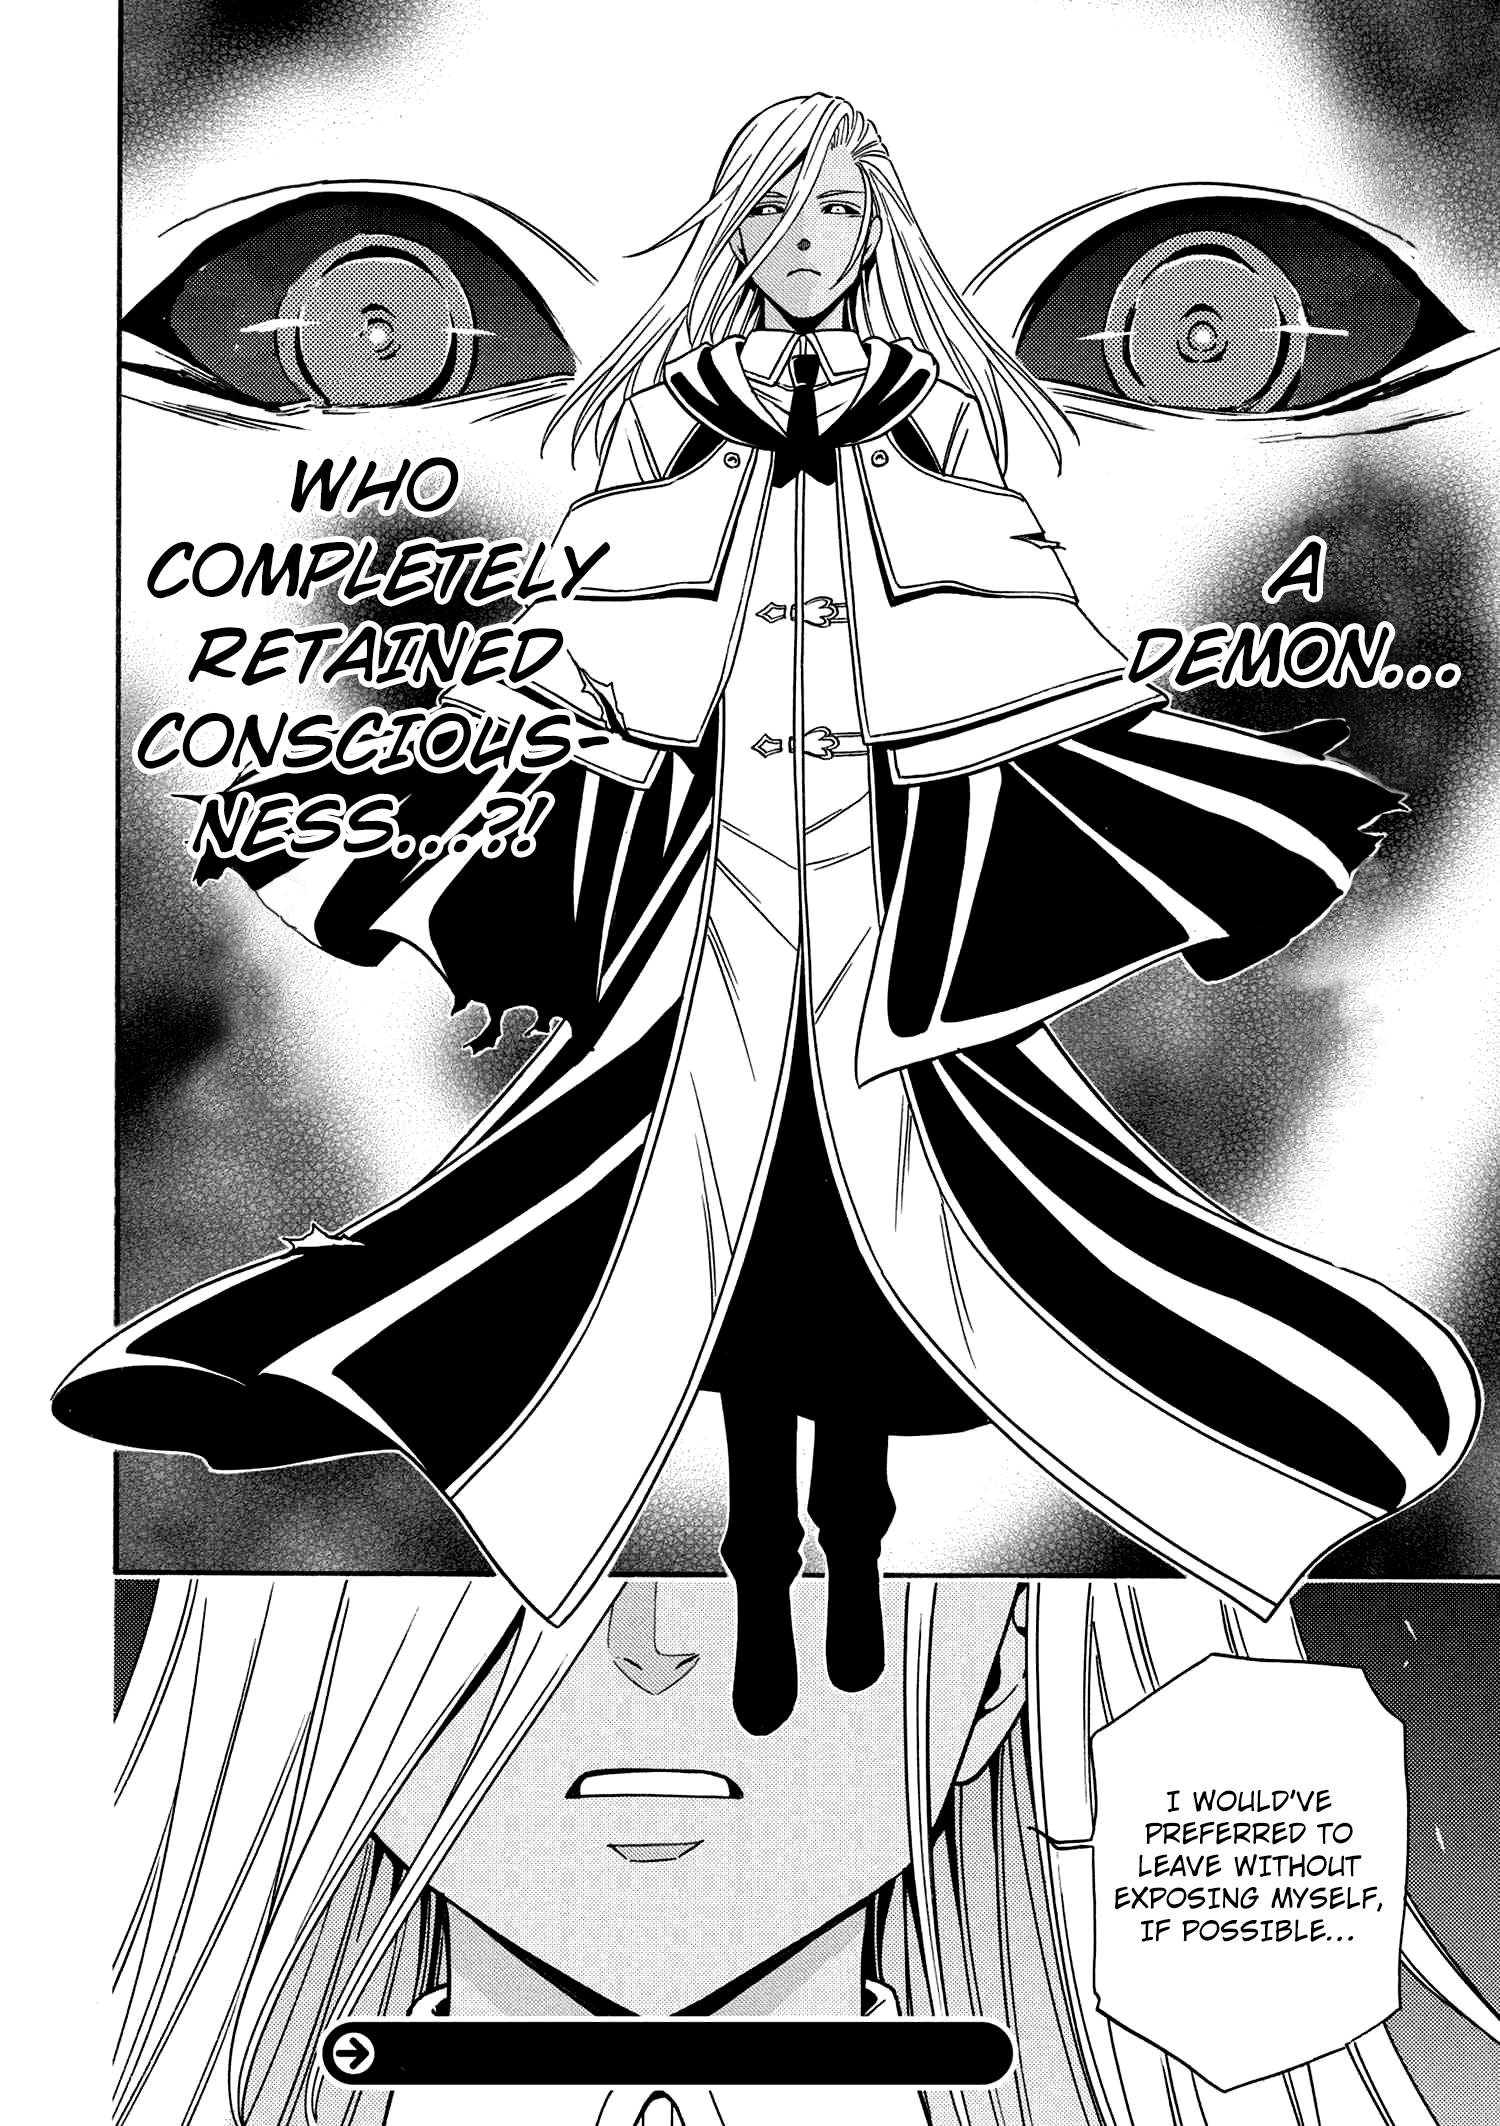 A
DEMON...
WHO
COMPLETELY
RETAINED
CONSCIOUS-
NESS...?!
I WOULD'VE
PREFERRED TO
LEAVE WITHOUT
EXPOSING MYSELF,
IF POSSIBLE...